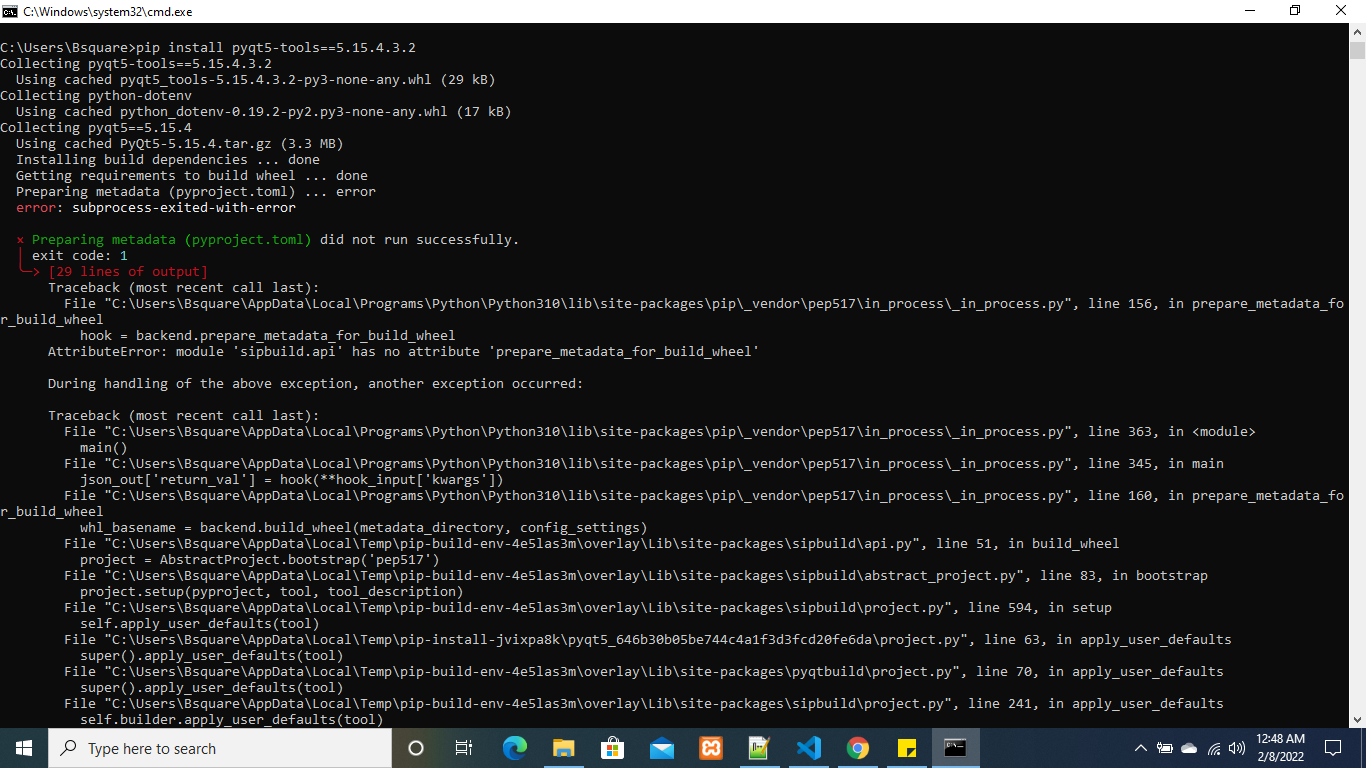 C:\Windows\system32\cmd.exe
C:\Users\Bsquare>pip install pyqt5-tools==5.15.4.3.2
Collecting pyqt5-tools==5.15.4.3.2
  Using cached pyqt5_tools-5.15.4.3.2-py3-none-any.whl (29 kB)
Collecting python-dotenv
  Using cached python_dotenv-0.19.2-py2.py3-none-any.whl (17 kB)
Collecting pyqt5==5.15.4
  Using cached PyQt5-5.15.4.tar.gz (3.3 MB)
  Installing build dependencies ... done
  Getting requirements to build wheel ... done
  Preparing metadata (pyproject.toml) ... error
  error: subprocess-exited-with-error
  × Preparing metadata (pyproject.toml) did not run successfully.
  │ exit code: 1
  ╰─> [29 lines of output]
      Traceback (most recent call last):
        File "C:\Users\Bsquare\AppData\Local\Programs\Python\Python310\lib\site-packages\pip\_vendor\pep517\in_process\_in_process.py", line 156, in prepare_metadata_fo
r_build_wheel
          hook = backend.prepare_metadata_for_build_wheel
      AttributeError: module 'sipbuild.api' has no attribute 'prepare_metadata_for_build_wheel'
      During handling of the above exception, another exception occurred:
      Traceback (most recent call last):
        File "C:\Users\Bsquare\AppData\Local\Programs\Python\Python310\lib\site-packages\pip\_vendor\pep517\in_process\_in_process.py", line 363, in <module>
          main()
        File "C:\Users\Bsquare\AppData\Local\Programs\Python\Python310\lib\site-packages\pip\_vendor\pep517\in_process\_in_process.py", line 345, in main
          json_out['return_val'] = hook(**hook_input['kwargs'])
        File "C:\Users\Bsquare\AppData\Local\Programs\Python\Python310\lib\site-packages\pip\_vendor\pep517\in_process\_in_process.py", line 160, in prepare_metadata_fo
r_build_wheel
          whl_basename = backend.build_wheel(metadata_directory, config_settings)
        File "C:\Users\Bsquare\AppData\Local\Temp\pip-build-env-4e5las3m\overlay\Lib\site-packages\sipbuild\api.py", line 51, in build_wheel
          project = AbstractProject.bootstrap('pep517')
        File "C:\Users\Bsquare\AppData\Local\Temp\pip-build-env-4e5las3m\overlay\Lib\site-packages\sipbuild\abstract_project.py", line 83, in bootstrap
          project.setup(pyproject, tool, tool_description)
        File "C:\Users\Bsquare\AppData\Local\Temp\pip-build-env-4e5las3m\overlay\Lib\site-packages\sipbuild\project.py", line 594, in setup
          self.apply_user_defaults(tool)
        File "C:\Users\Bsquare\AppData\Local\Temp\pip-install-jvixpa8k\pyqt5_646b30b05be744c4a1f3d3fcd20fe6da\project.py", line 63, in apply_user_defaults
          super().apply_user_defaults(tool)
        File "C:\Users\Bsquare\AppData\Local\Temp\pip-build-env-4e5las3m\overlay\Lib\site-packages\pyqtbuild\project.py", line 70, in apply_user_defaults
          super().apply_user_defaults(tool)
        File "C:\Users\Bsquare\AppData\Local\Temp\pip-build-env-4e5las3m\overlay\Lib\site-packages\sipbuild\project.py", line 241, in apply_user_defaults
          self.builder.apply_user_defaults(tool)
Type here to search
12:48 AM
2/8/2022